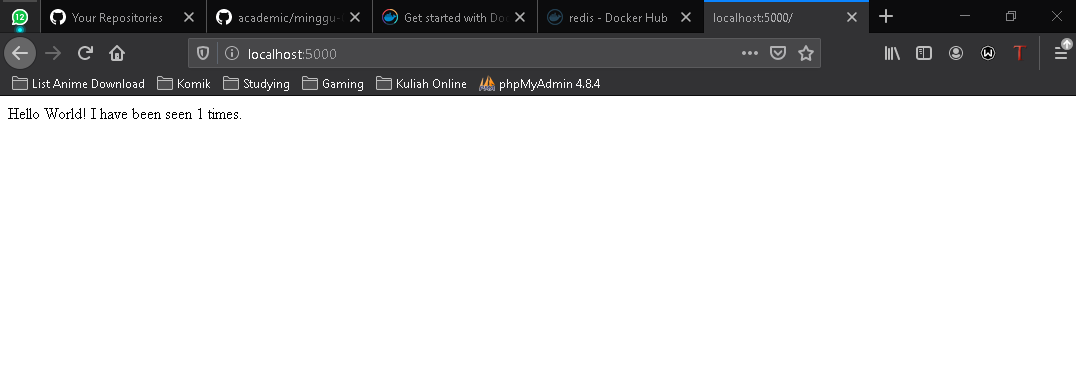 12
Your Repositories
academic/minggu-
Get started with Doc
redis - Docker Hub
localhost:5000/
localhost:5000
List Anime Download
Komik
Studying
Gaming
Kuliah Online
phpMyAdmin 4.8.4
Hello World! I have been seen 1 times.